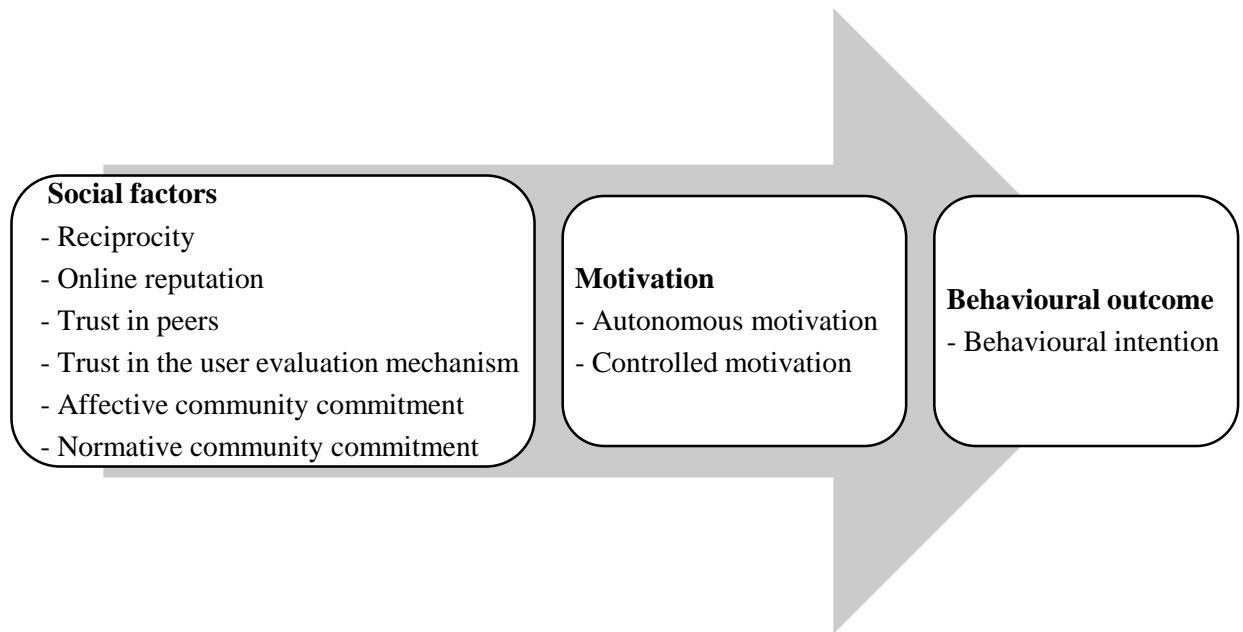 Social factors
- Reciprocity
- Online reputation
- Trust in peers
- Trust in the user evaluation mechanism
- Affective community commitment
- Normative community commitment
Motivation
- Autonomous motivation
- Controlled motivation
Behavioural outcome
- Behavioural intention